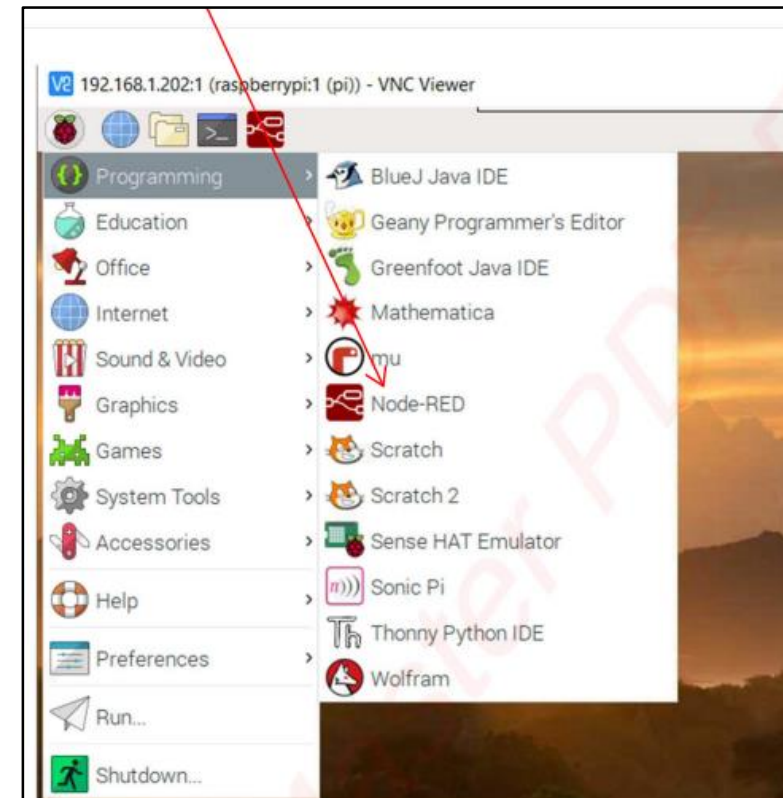 192.168.1.202:1 (raspberrypi:1 (pi)) - VNC Viewer
Programming
Education
Office
Internet
Sound & Video
Graphics
Games
System Tools
Accessories
Help
Preferences
Run...
Shutdown...
BlueJ Java IDE
Geany Programmer's Editor
Greenfoot Java IDE
Mathematica
mu
Node-RED
Scratch
Scratch 2
Sense HAT Emulator
Sonic Pi
Thonny Python IDE
Wolfram